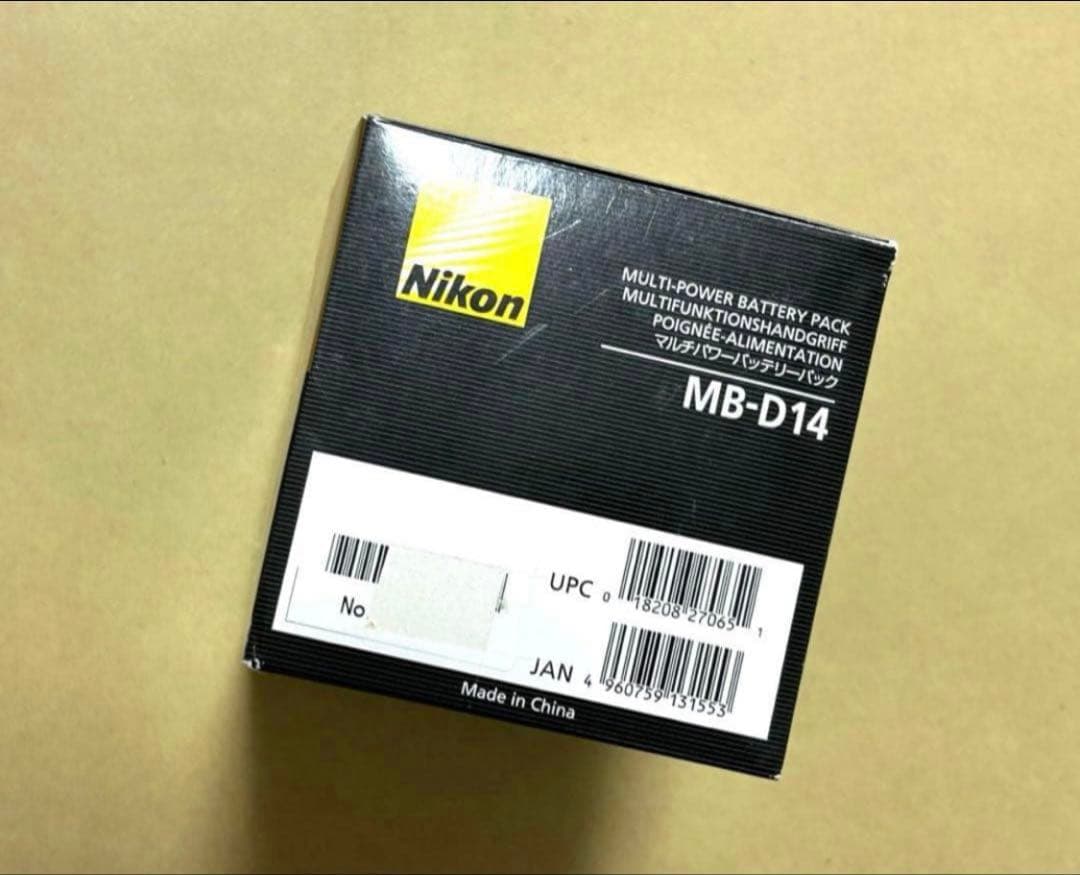 Nikon
MULTI-POWER BATTERY PACK
MULTIFUNKTIONSHANDGRIFF
POIGNÉE-ALIMENTATION
マルチパワーバッテリーパック
MB-D14
No
UPC 0 18208 27065 1
JAN 4 960759 131553
Made in China